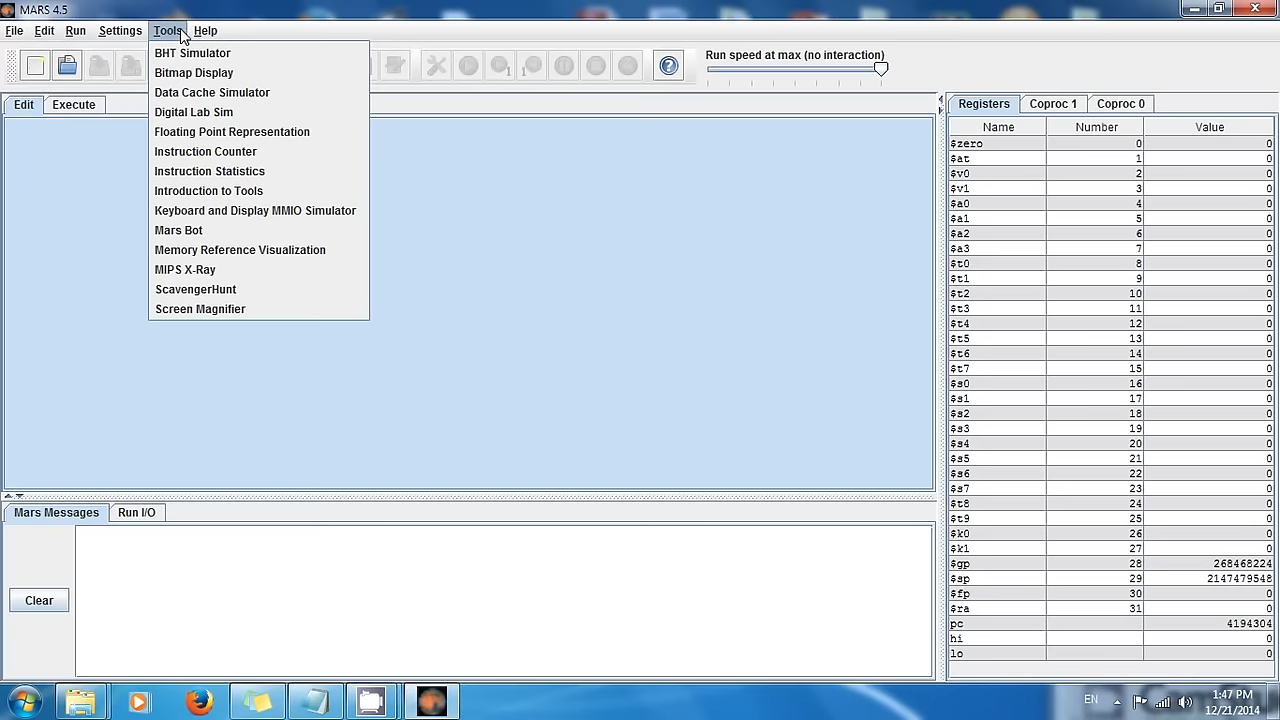 MARS 4.5
File Edit Run Settings Tools Help
BHT Simulator
Bitmap Display
Data Cache Simulator
Digital Lab Sim
Floating Point Representation
Instruction Counter
Instruction Statistics
Introduction to Tools
Keyboard and Display MMIO Simulator
Mars Bot
Memory Reference Visualization
MIPS X-Ray
ScavengerHunt
Screen Magnifier
Run speed at max (no interaction)
Edit Execute
Mars Messages Run I/O
Clear
Registers Coproc 1 Coproc 0
Name Number Value
$zero 0 0
$at 1 0
$v0 2 0
$v1 3 0
$a0 4 0
$a1 5 0
$a2 6 0
$a3 7 0
$t0 8 0
$t1 9 0
$t2 10 0
$t3 11 0
$t4 12 0
$t5 13 0
$t6 14 0
$t7 15 0
$s0 16 0
$s1 17 0
$s2 18 0
$s3 19 0
$s4 20 0
$s5 21 0
$s6 22 0
$s7 23 0
$t8 24 0
$t9 25 0
$k0 26 0
$k1 27 0
$gp 28 268468224
$sp 29 2147479548
$fp 30 0
$ra 31 0
pc 4194304
hi 0
lo 0
EN
1:47 PM
12/21/2014